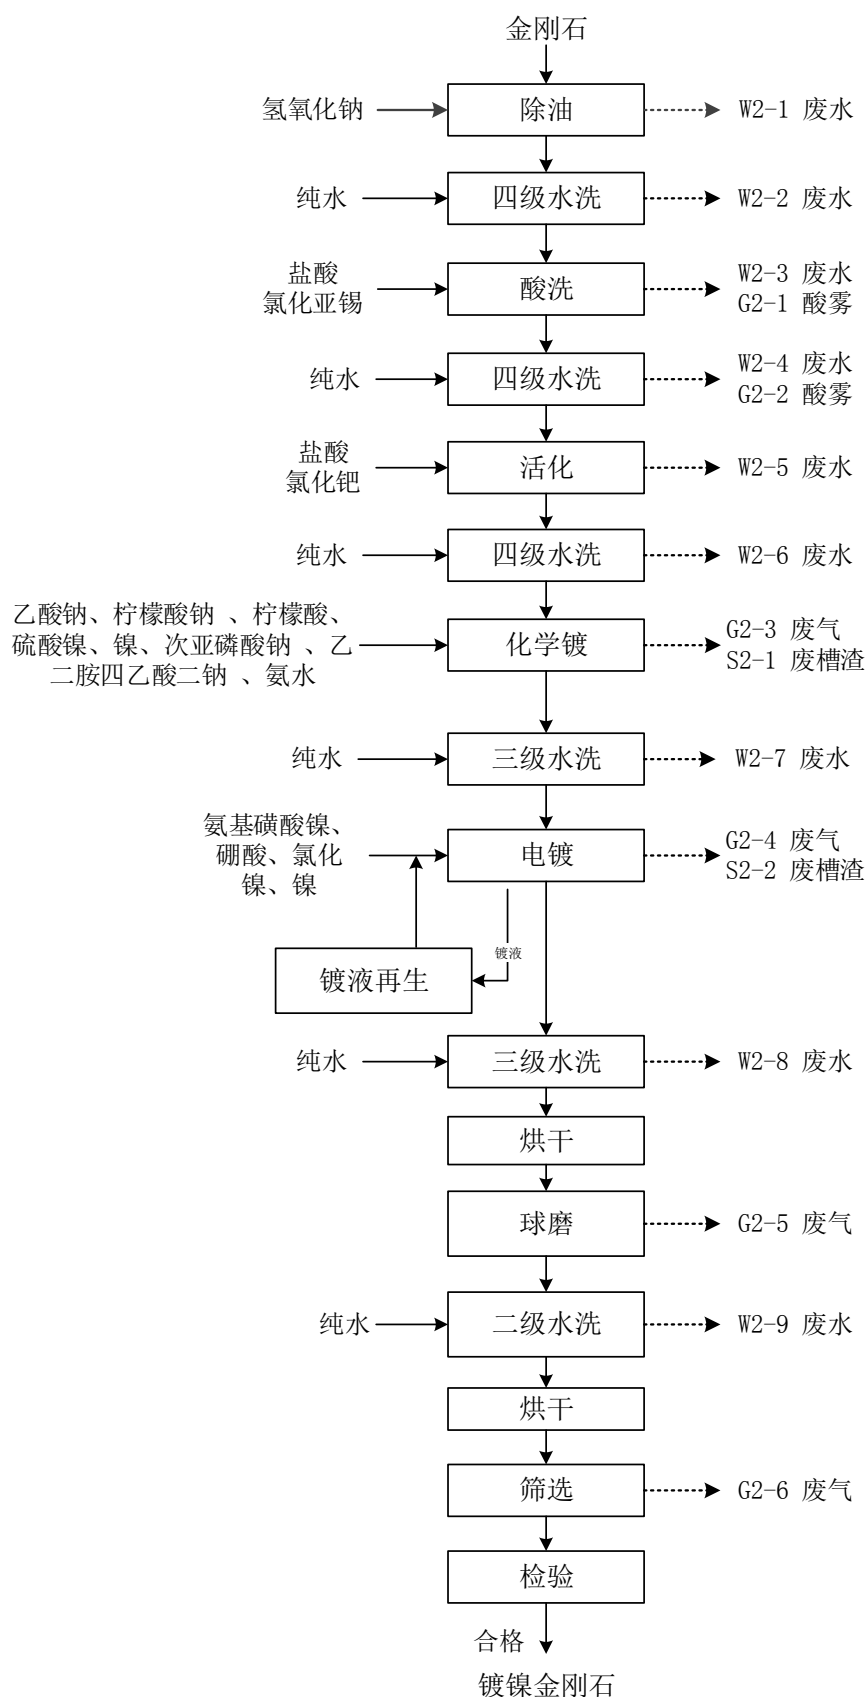 金刚石
氢氧化钠
除油
W2-1 废水
纯水
四级水洗
W2-2 废水
盐酸
氯化亚锡
酸洗
W2-3 废水
G2-1 酸雾
纯水
四级水洗
W2-4 废水
G2-2 酸雾
盐酸
氯化钯
活化
W2-5 废水
纯水
四级水洗
W2-6 废水
乙酸钠、柠檬酸钠 、柠檬酸、
硫酸镍、镍、次亚磷酸钠 、乙
二胺四乙酸二钠 、氨水
化学镀
G2-3 废气
S2-1 废槽渣
纯水
三级水洗
W2-7 废水
氨基磺酸镍、
硼酸、氯化
镍、镍
电镀
G2-4 废气
S2-2 废槽渣
镀液
镀液再生
纯水
三级水洗
W2-8 废水
烘干
球磨
G2-5 废气
纯水
二级水洗
W2-9 废水
烘干
筛选
G2-6 废气
检验
合格
镀镍金刚石